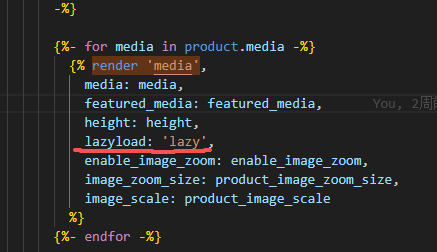 -%}
{%- for media in product.media -%}
{% render 'media',
media: media,
featured_media: featured_media,
height: height,
You, 2周
lazyload: 'lazy',
enable_image_zoom: enable_image_zoom,
image_zoom_size: product_image_zoom_size,
image_scale: product_image_scale
%}
{%- endfor -%}